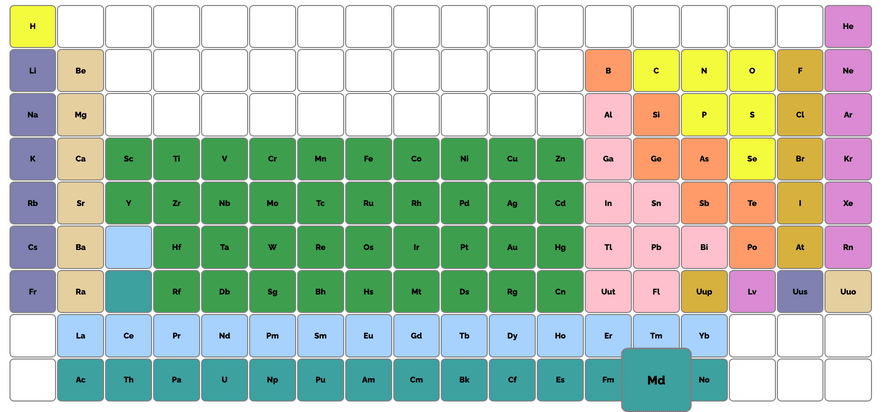 H He
Li Be B C N O F Ne
Na Mg Al Si P S Cl Ar
K Ca Sc Ti V Cr Mn Fe Co Ni Cu Zn Ga Ge As Se Br Kr
Rb Sr Y Zr Nb Mo Tc Ru Rh Pd Ag Cd In Sn Sb Te I Xe
Cs Ba Hf Ta W Re Os Ir Pt Au Hg Tl Pb Bi Po At Rn
Fr Ra Rf Db Sg Bh Hs Mt Ds Rg Cn Uut Fl Uup Lv Uus Uuo
La Ce Pr Nd Pm Sm Eu Gd Tb Dy Ho Er Tm Yb
Ac Th Pa U Np Pu Am Cm Bk Cf Es Fm Md No